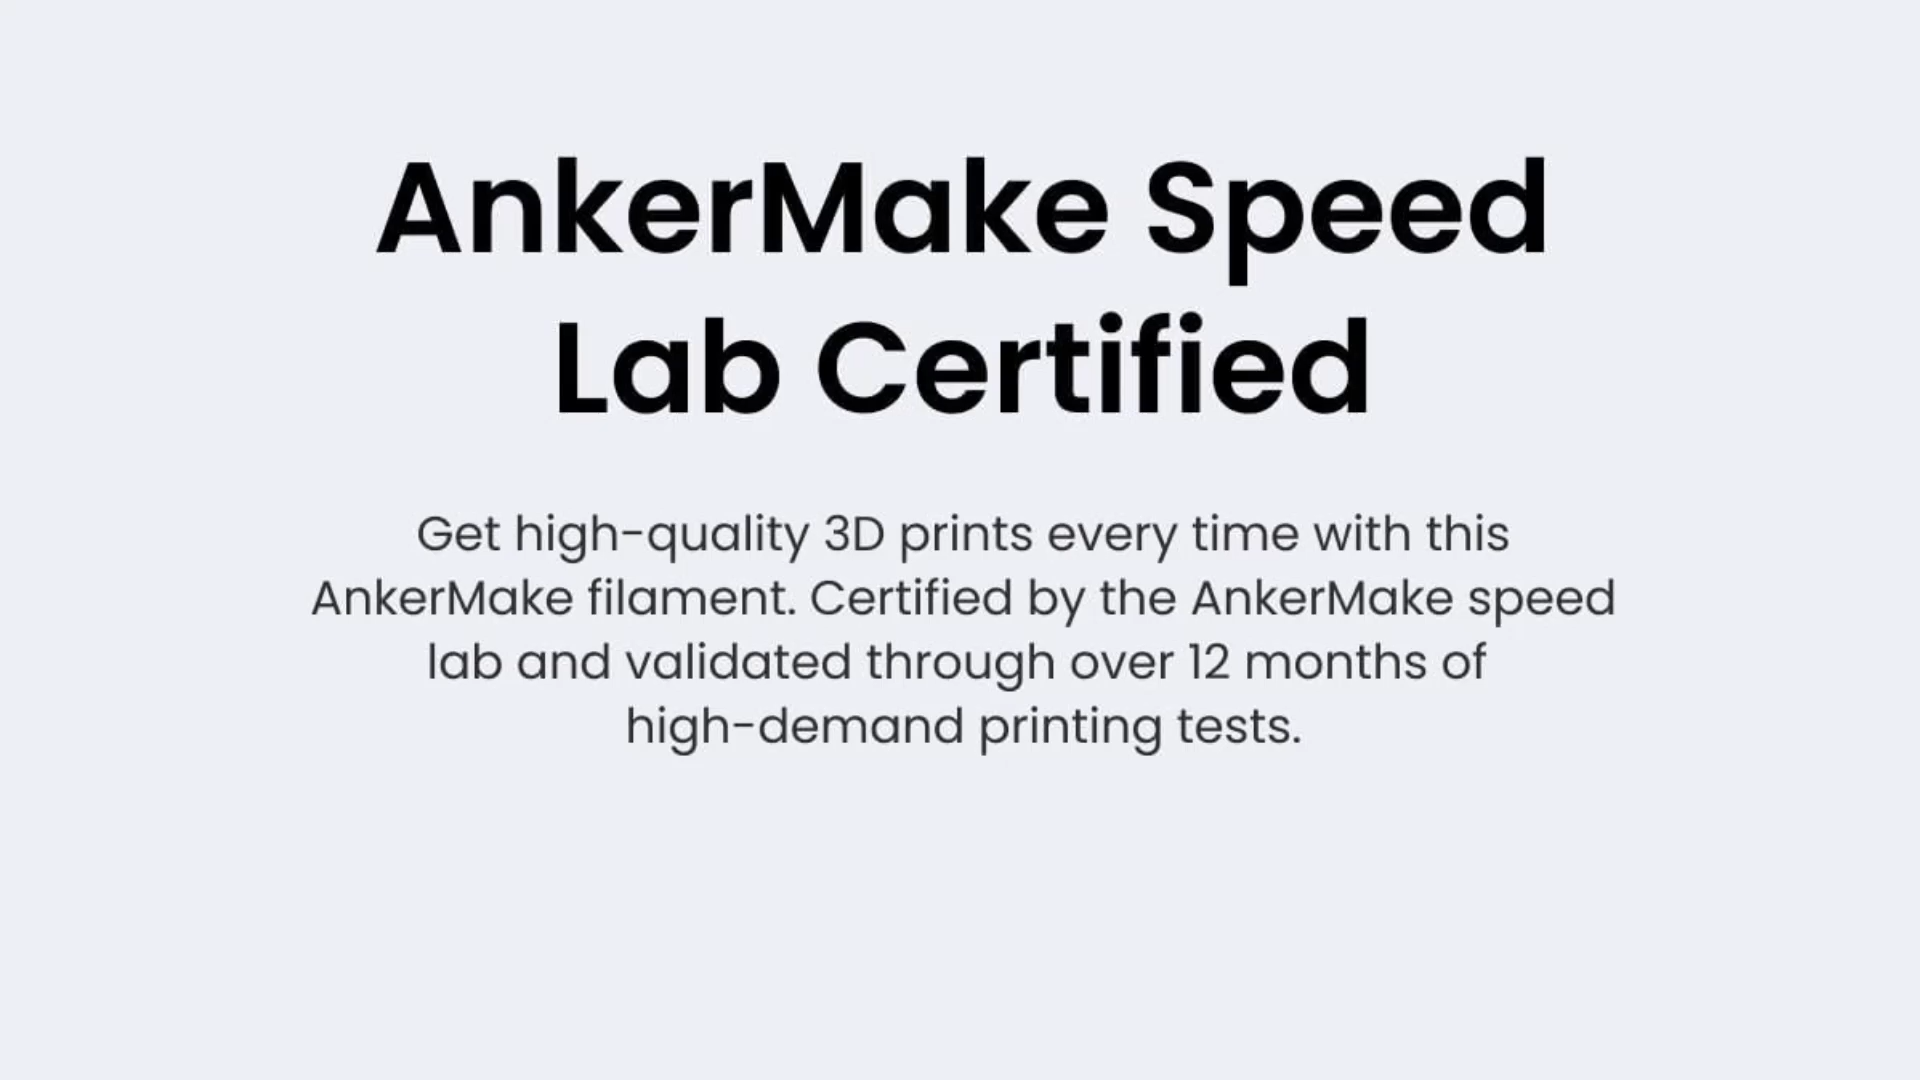 AnkerMake Speed
Lab Certified
Get high-quality 3D prints every time with this
AnkerMake filament. Certified by the AnkerMake speed
lab and validated through over 12 months of
high-demand printing tests.